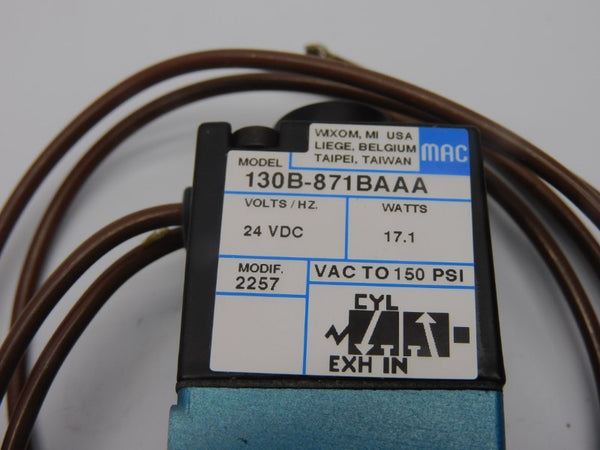 WIXOM, MI USA
LIEGE, BELGIUM
TAIPEI, TAIWAN
MAC
MODEL
130B-871BAAA
VOLTS / HZ.
WATTS
24 VDC
17.1
MODIF.
2257
VAC TO 150 PSI
CYL
EXH IN